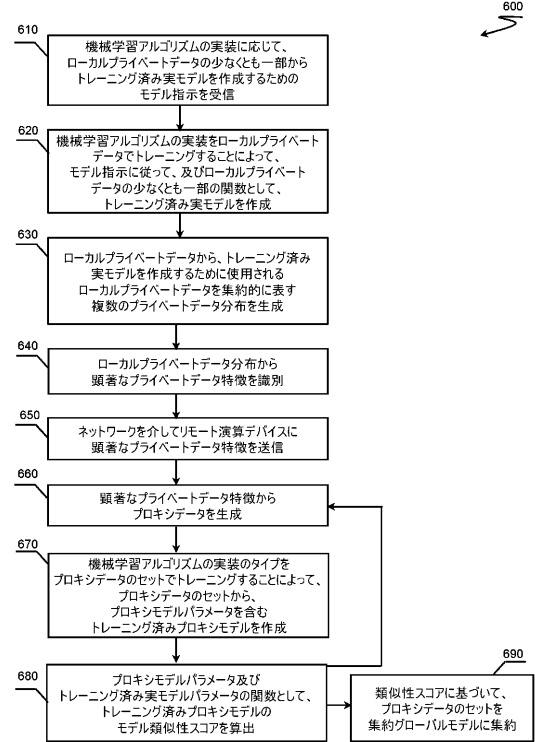 600
610
機械学習アルゴリズムの実装に応じて、
ローカルプライベートデータの少なくとも一部から
トレーニング済み実モデルを作成するための
モデル指示を受信
620
機械学習アルゴリズムの実装をローカルプライベート
データでトレーニングすることによって、
モデル指示に従って、及びローカルプライベート
データの少なくとも一部の関数として、
トレーニング済み実モデルを作成
630
ローカルプライベートデータから、トレーニング済み
実モデルを作成するために使用される
ローカルプライベートデータを集約的に表す
複数のプライベートデータ分布を生成
640
ローカルプライベートデータ分布から
顕著なプライベートデータ特徴を識別
650
ネットワークを介してリモート演算デバイスに
顕著なプライベートデータ特徴を送信
660
顕著なプライベートデータ特徴から
プロキシデータを生成
670
機械学習アルゴリズムの実装のタイプを
プロキシデータのセットでトレーニングすることによって、
プロキシデータのセットから、
プロキシモデルパラメータを含む
トレーニング済みプロキシモデルを作成
680
プロキシモデルパラメータ及び
トレーニング済み実モデルパラメータの関数として、
トレーニング済みプロキシモデルの
モデル類似性スコアを算出
690
類似性スコアに基づいて、
プロキシデータのセットを
集約グローバルモデルに集約